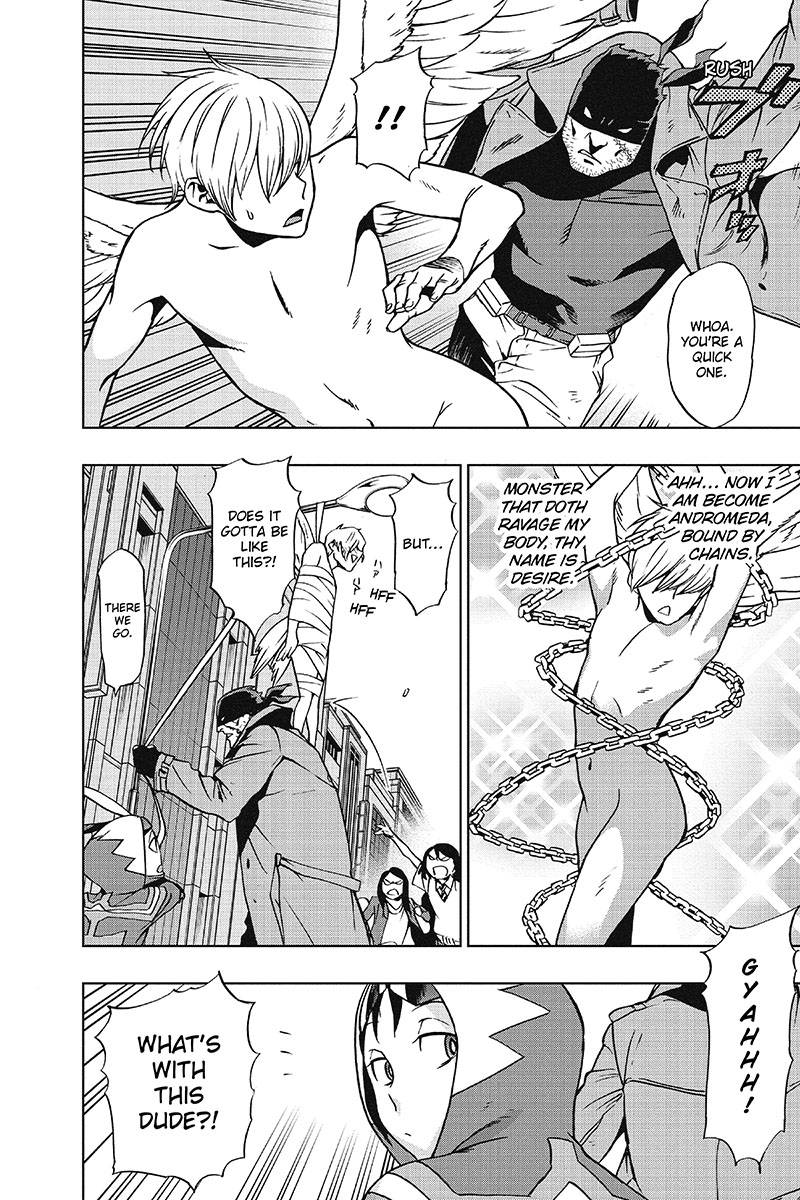 RUSH
ゴオ
!!
WHOA.
YOU'RE A
QUICK
ONE.
AHH... NOW I
AM BECOME
ANDROMEDA,
BOUND BY
CHAINS.
MONSTER
THAT DOTH
RAVAGE MY
BODY, THY
NAME IS
DESIRE.
BUT...
DOES IT
GOTTA BE
LIKE
THIS?!
HFF
HFF
THERE
WE
GO.
GYAHHH!
WHAT'S
WITH
THIS
DUDE?!